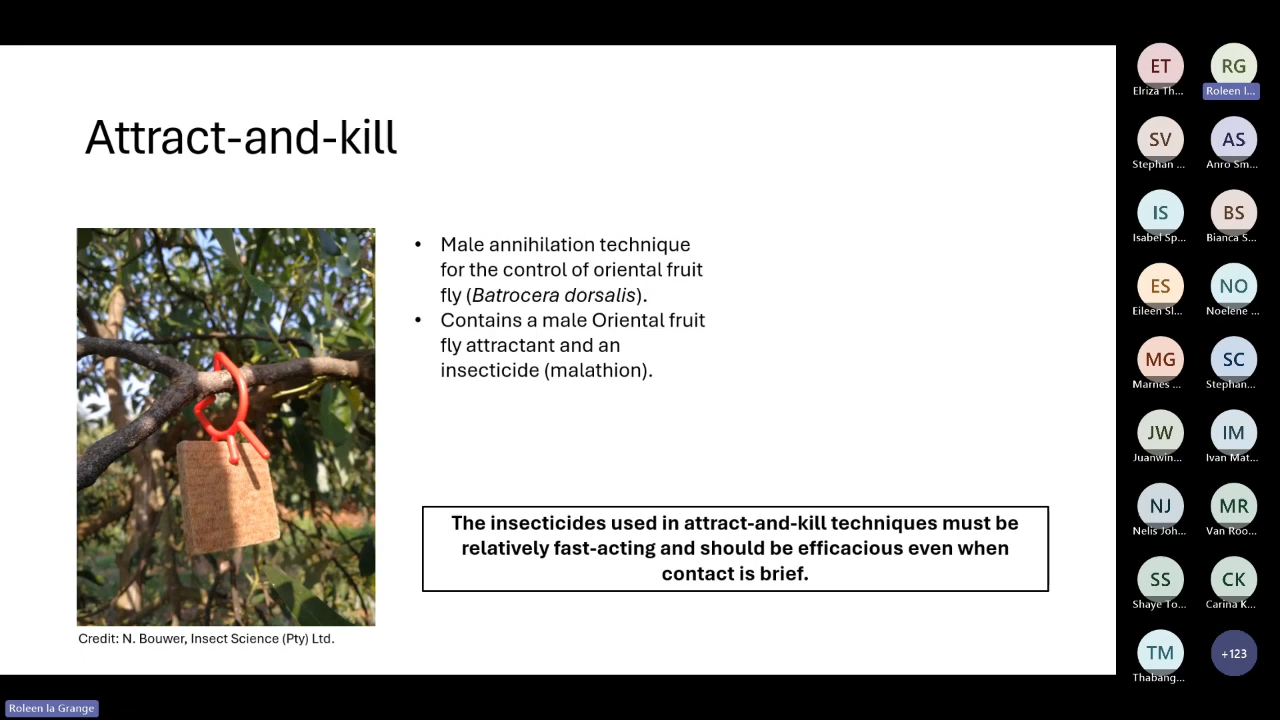 Attract-and-kill
• Male annihilation technique
for the control of oriental fruit
fly (Batrocera dorsalis).
• Contains a male Oriental fruit
fly attractant and an
insecticide (malathion).
The insecticides used in attract-and-kill techniques must be
relatively fast-acting and should be efficacious even when
contact is brief.
Credit: N. Bouwer, Insect Science (Pty) Ltd.
Roleen la Grange
ET
Elriza Th...
RG
Roleen l...
SV
Stephan ...
AS
Anro Sm...
IS
Isabel Sp...
BS
Bianca S...
ES
Eileen Sl...
NO
Noelene ...
MG
Marnes ...
SC
Stephan...
JW
Juanwin...
IM
Ivan Mat...
NJ
Nelis Joh...
MR
Van Roo...
SS
Shaye To...
CK
Carina K...
TM
Thabang...
+123